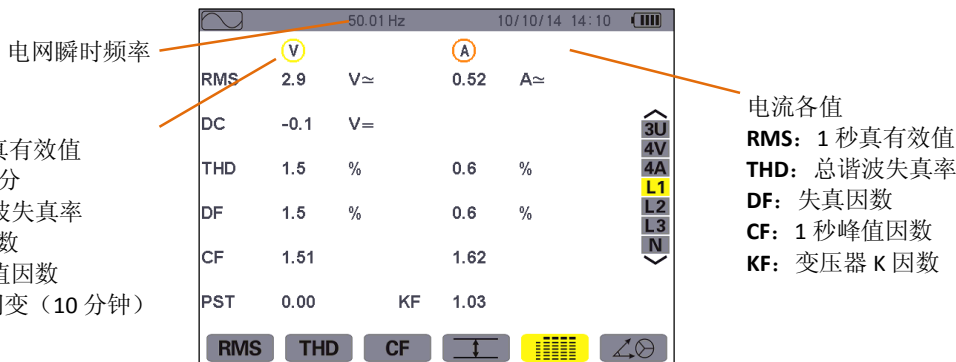 50.01 Hz 10/10/14 14:10
电网瞬时频率
V A
RMS 2.9 V≃ 0.52 A≃
DC -0.1 V=
THD 1.5 % 0.6 %
DF 1.5 % 0.6 %
CF 1.51 1.62
PST 0.00 KF 1.03
3U
4V
4A
L1
L2
L3
N
RMS THD CF
真有效值
分
波失真率
数
值因数
变(10 分钟)
电流各值
RMS: 1 秒真有效值
THD: 总谐波失真率
DF: 失真因数
CF: 1 秒峰值因数
KF: 变压器 K 因数